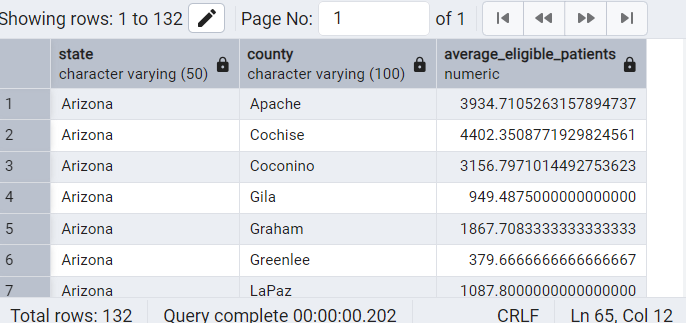 Showing rows: 1 to 132 Page No: 1 of 1
state county average_eligible_patients
character varying (50) character varying (100) numeric
1 Arizona Apache 3934.7105263157894737
2 Arizona Cochise 4402.3508771929824561
3 Arizona Coconino 3156.7971014492753623
4 Arizona Gila 949.4875000000000000
5 Arizona Graham 1867.7083333333333333
6 Arizona Greenlee 379.6666666666666667
7 Arizona LaPaz 1087.8000000000000000
Total rows: 132 Query complete 00:00:00.202 CRLF Ln 65, Col 12